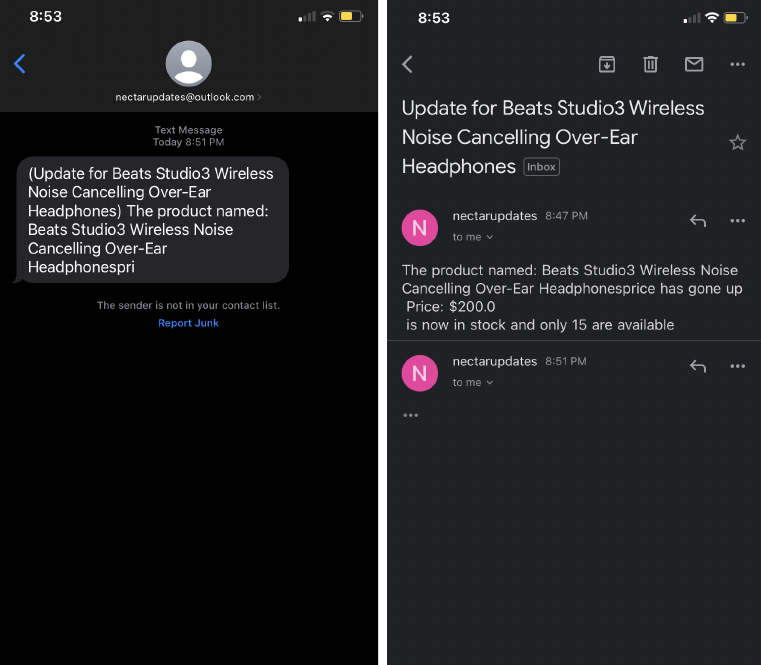 8:53
nectarupdates@outlook.com
Text Message
Today 8:51 PM
(Update for Beats Studio3 Wireless
Noise Cancelling Over-Ear
Headphones) The product named:
Beats Studio3 Wireless Noise
Cancelling Over-Ear
Headphonespri
The sender is not in your contact list.
Report Junk
8:53
Update for Beats Studio3 Wireless
Noise Cancelling Over-Ear
Headphones Inbox
N
nectarupdates 8:47 PM
to me
The product named: Beats Studio3 Wireless Noise
Cancelling Over-Ear Headphonesprice has gone up
Price: $200.0
is now in stock and only 15 are available
N
nectarupdates 8:51 PM
to me